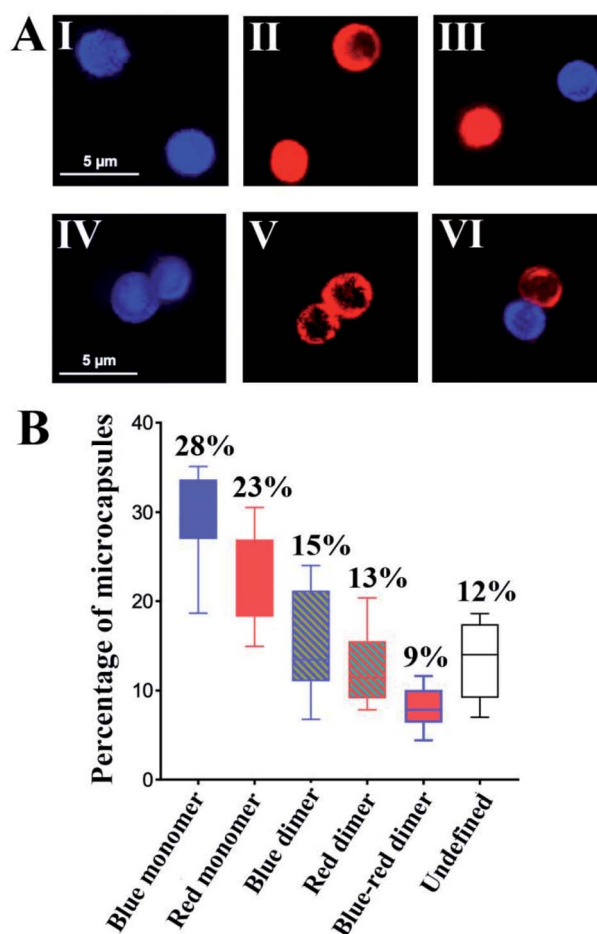 A
I
II
III
5 µm
IV
V
VI
5 µm
B
Percentage of microcapsules
40
30
20
10
0
28%
23%
15%
13%
9%
12%
Blue monomer
Red monomer
Blue dimer
Red dimer
Blue-red dimer
Undefined